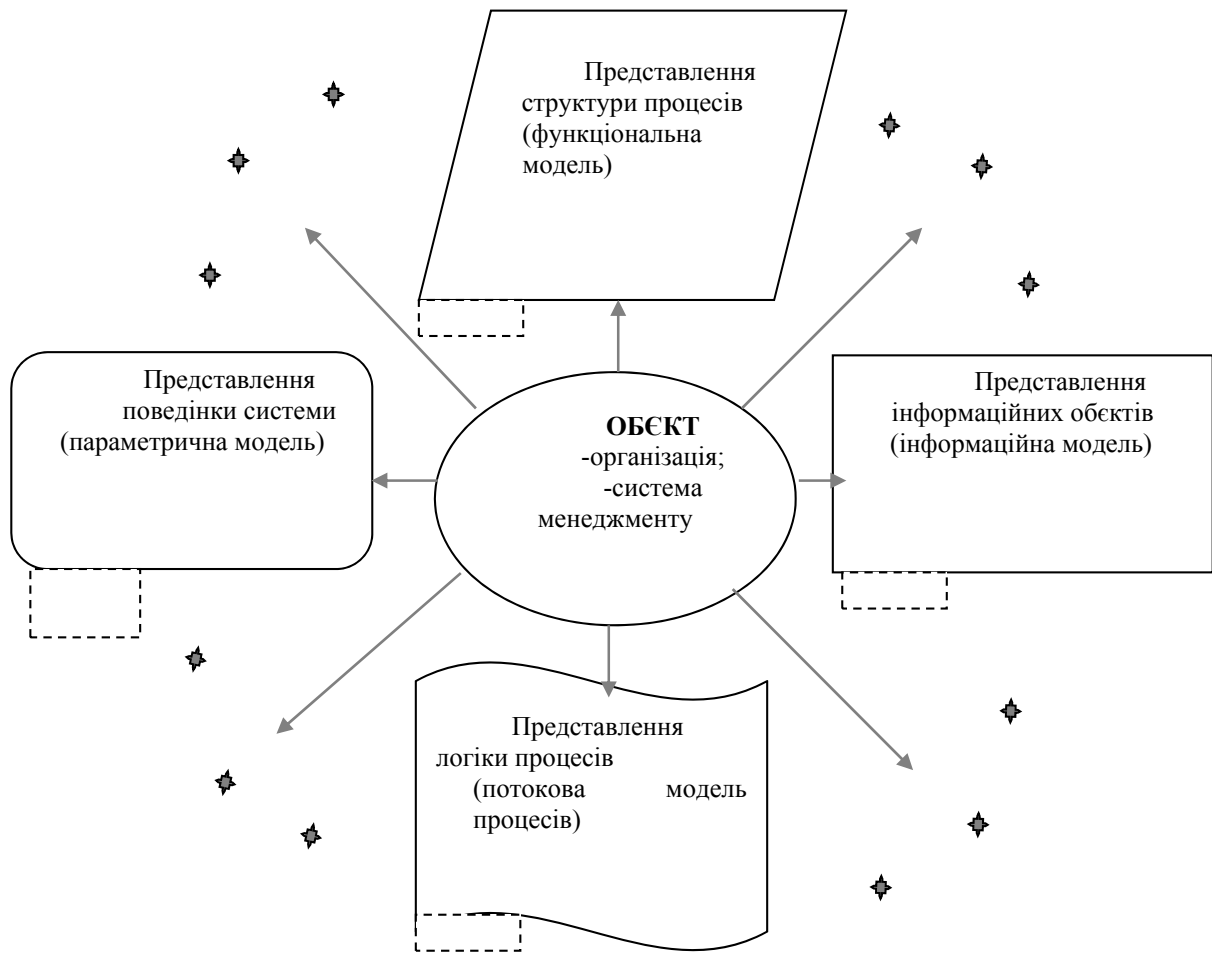 Представлення
структури процесів
(функціональна
модель)
Представлення
поведінки системи
(параметрична модель)
ОБЄКТ
-організація;
-система
менеджменту
Представлення
інформаційних обєктів
(інформаційна модель)
Представлення
логіки процесів
(потокова модель
процесів)